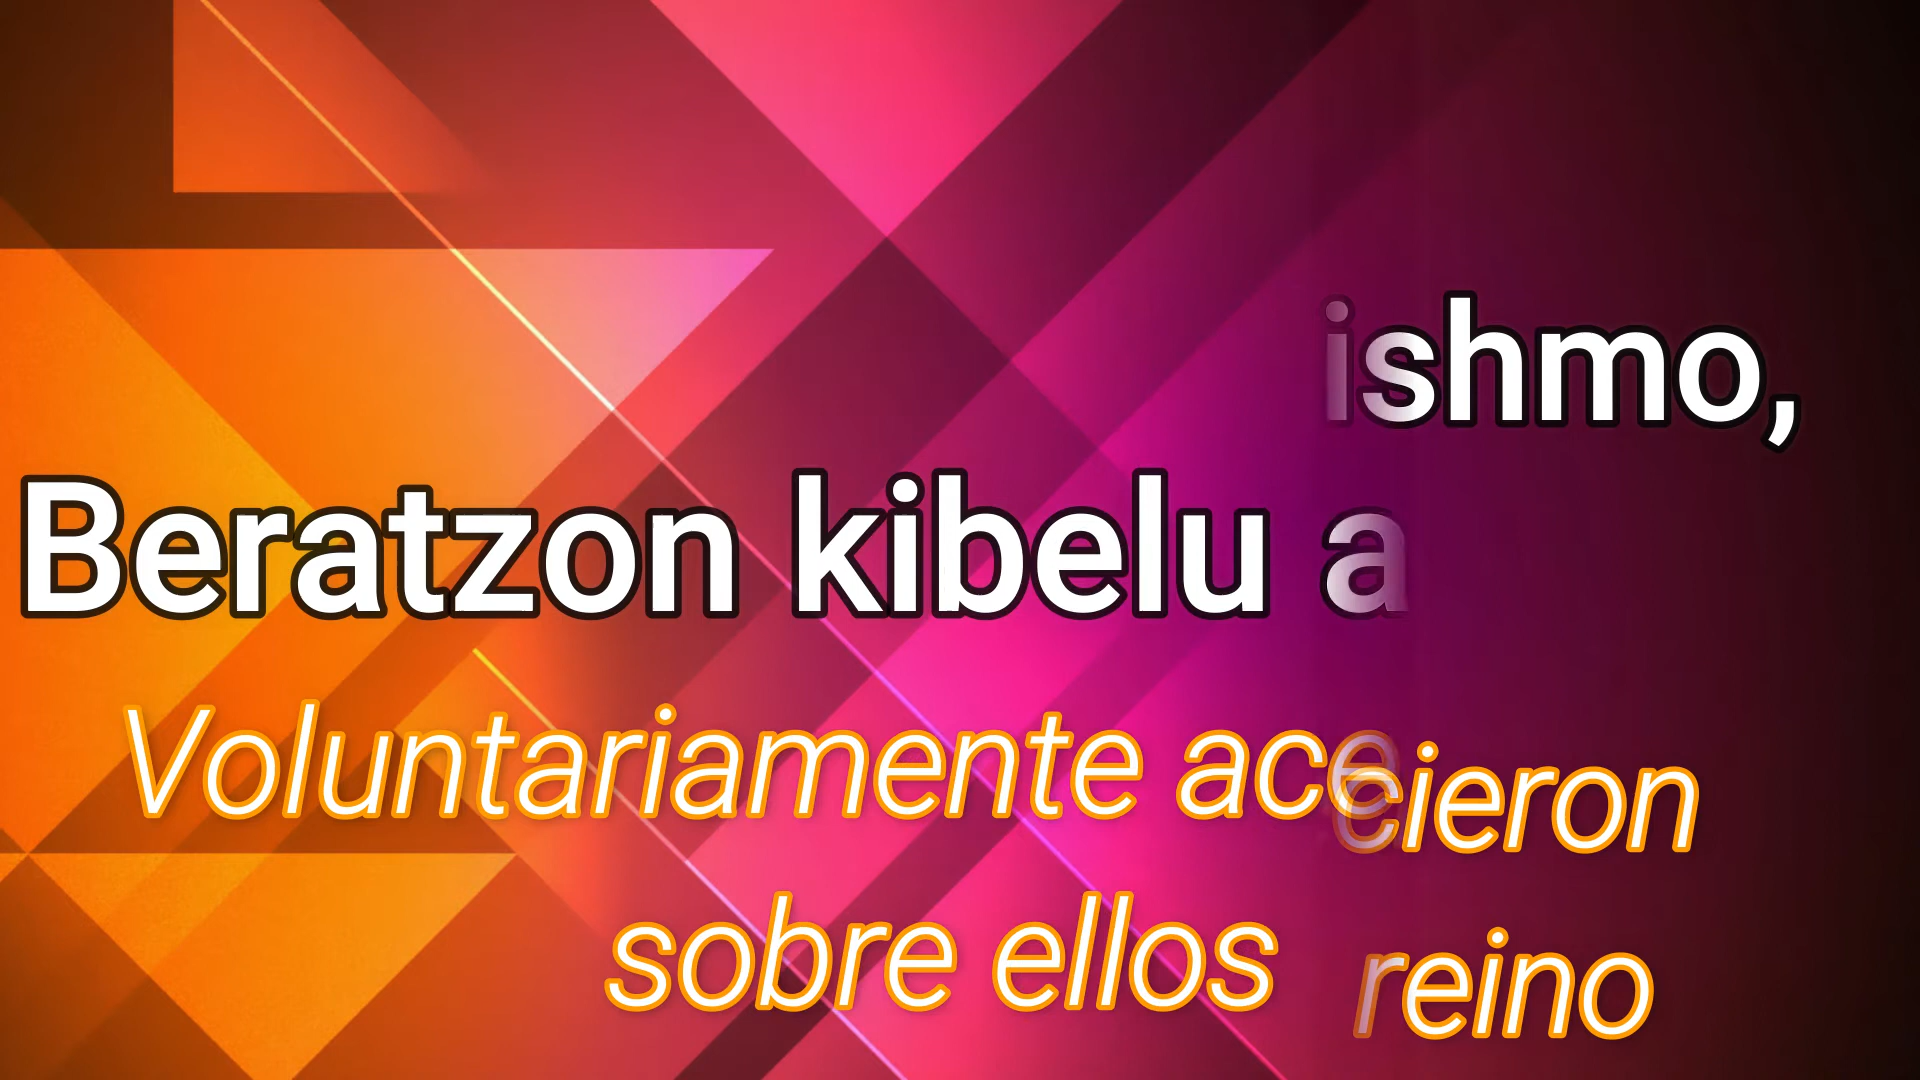 ishmo,
Beratzon kibelu a
Voluntariamente ace
cieron
sobre ellos
reino